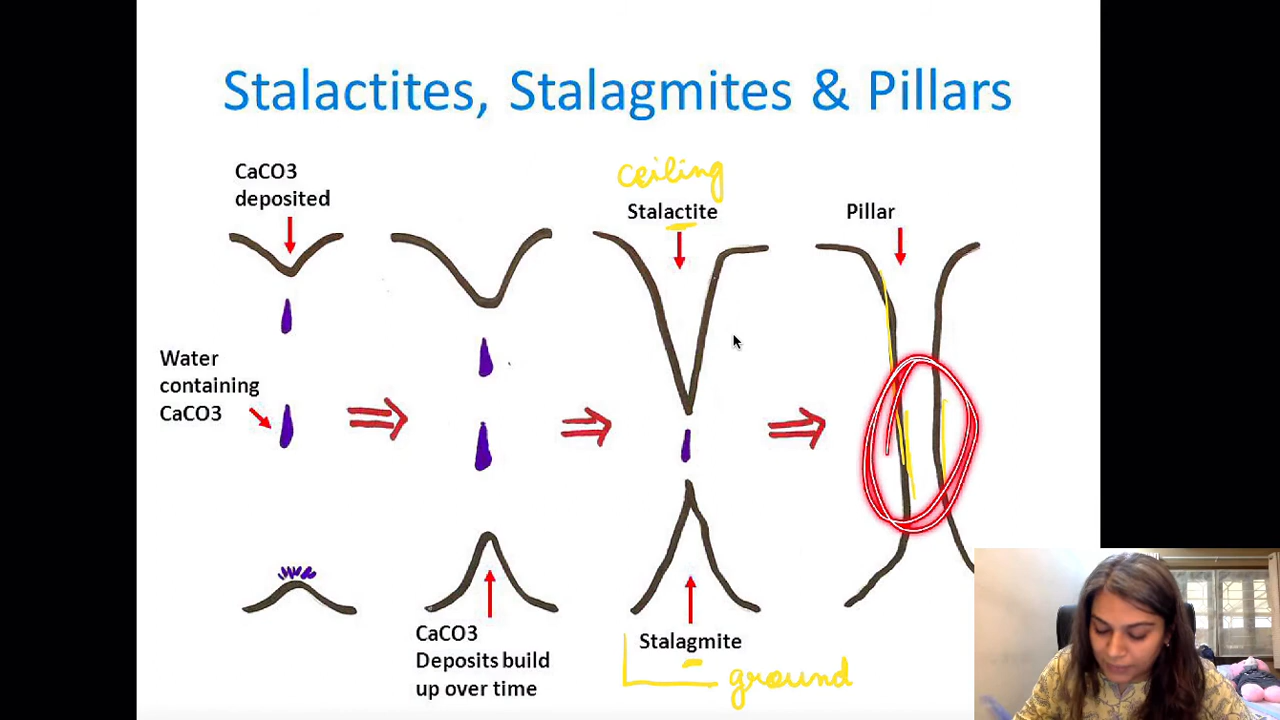 Stalactites, Stalagmites & Pillars
CaCO3
deposited
ceiling
Stalactite
Pillar
Water
containing
CaCO3
CaCO3
Deposits build
up over time
Stalagmite
ground